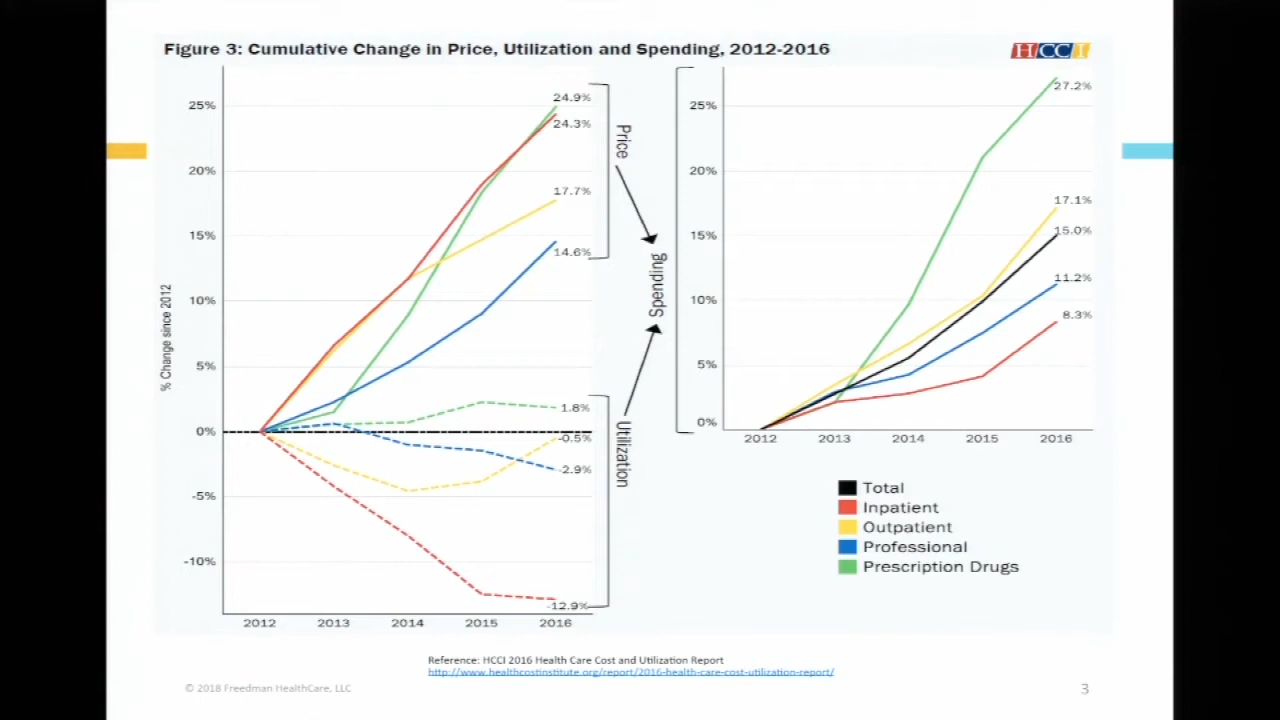 Figure 3: Cumulative Change in Price, Utilization and Spending, 2012-2016
HCCI
% Change since 2012
25%
20%
15%
10%
5%
0%
-5%
-10%
2012 2013 2014 2015 2016
24.9%
24.3%
17.7%
14.6%
1.8%
-0.5%
-2.9%
-12.9%
Price
Spending
Utilization
25%
20%
15%
10%
5%
0%
2012 2013 2014 2015 2016
27.2%
17.1%
15.0%
11.2%
8.3%
Total
Inpatient
Outpatient
Professional
Prescription Drugs
Reference: HCCI 2016 Health Care Cost and Utilization Report
http://www.healthcostinstitute.org/report/2016-health-care-cost-utilization-report/
© 2018 Freedman HealthCare, LLC
3